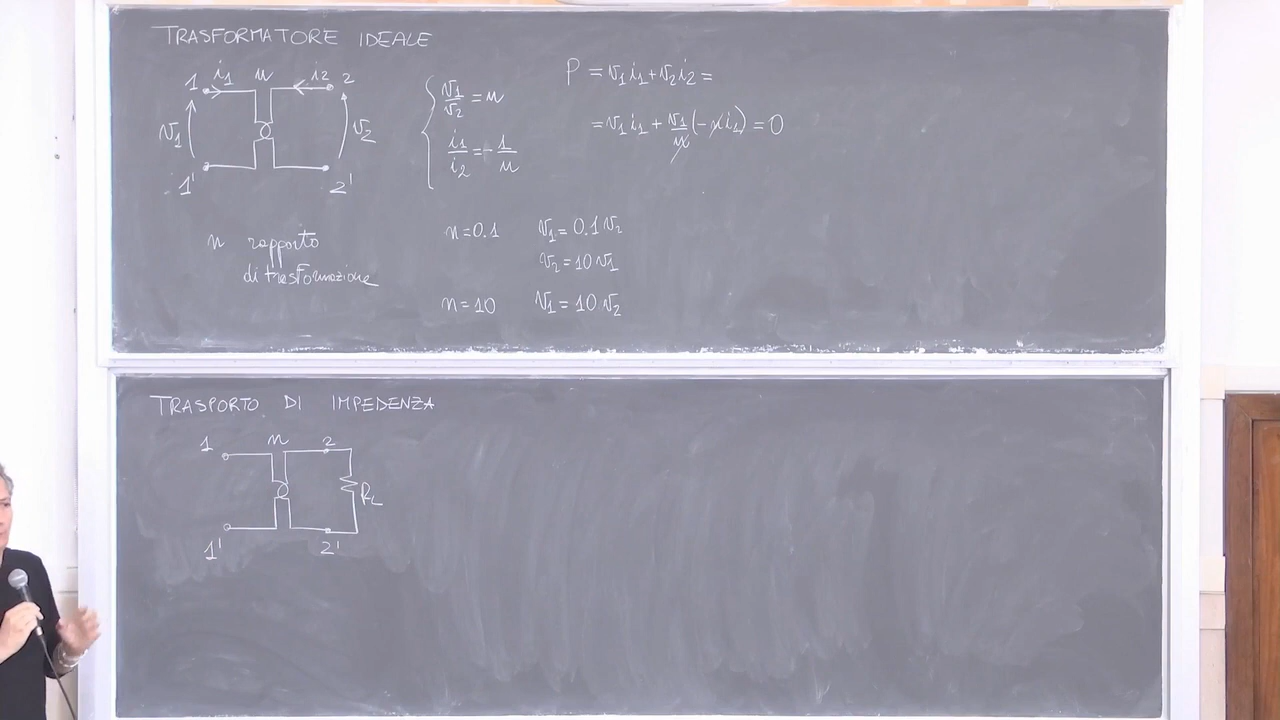 TRASFORMATORE IDEALE
1 i₁ n i₂ 2
v₁ v₂
1' 2'
v₁/v₂ = n
i₁/i₂ = -1/n
P = v₁i₁ + v₂i₂ =
= v₁i₁ + v₁/n (-n i₁) = 0
n rapporto
di trasformazione
n = 0.1 v₁ = 0.1 v₂
v₂ = 10 v₁
n = 10 v₁ = 10 v₂
TRASPORTO DI IMPEDENZA
1 n 2
R_L
1' 2'